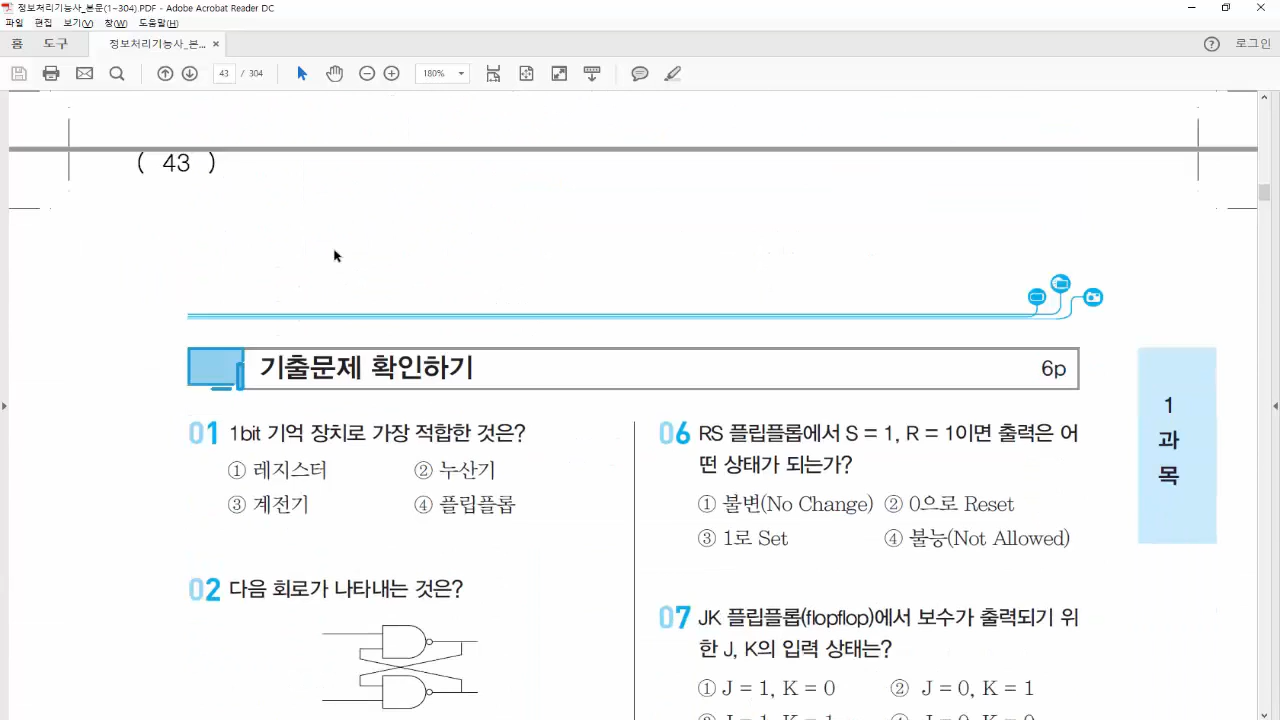 정보처리기능사_본문(1~304).PDF - Adobe Acrobat Reader DC
파일 편집 보기(V) 창(W) 도움말(H)
홈 도구 정보처리기능사_본... × ? 로그인
43 / 304 180%
( 43 )
기출문제 확인하기 6p
1
과
목
01 1bit 기억 장치로 가장 적합한 것은?
① 레지스터 ② 누산기
③ 계전기 ④ 플립플롭
02 다음 회로가 나타내는 것은?
06 RS 플립플롭에서 S = 1, R = 1이면 출력은 어
떤 상태가 되는가?
① 불변(No Change) ② 0으로 Reset
③ 1로 Set ④ 불능(Not Allowed)
07 JK 플립플롭(flopflop)에서 보수가 출력되기 위
한 J, K의 입력 상태는?
① J = 1, K = 0 ② J = 0, K = 1